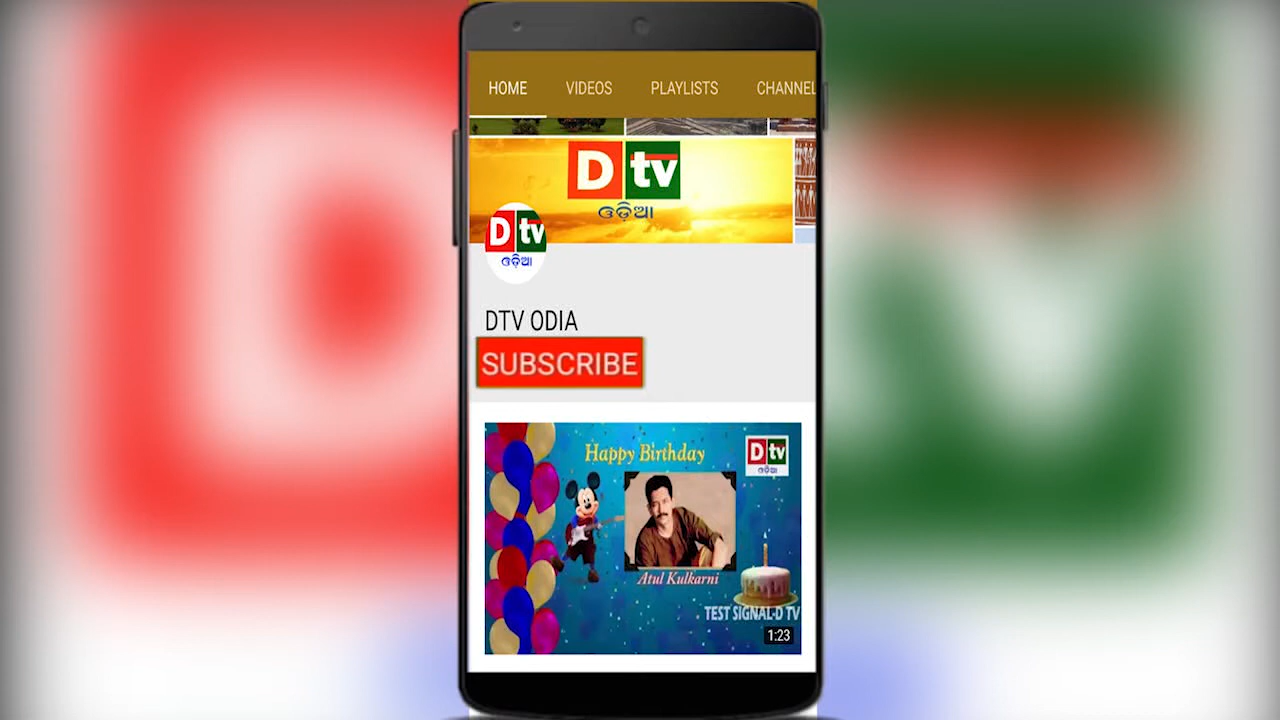 HOME VIDEOS PLAYLISTS CHANNEL
D tv
ଓଡ଼ିଆ
D tv
ଓଡ଼ିଆ
DTV ODIA
SUBSCRIBE
Happy Birthday
D tv
ଓଡ଼ିଆ
Atul Kulkarni
TEST SIGNAL-D TV
1:23